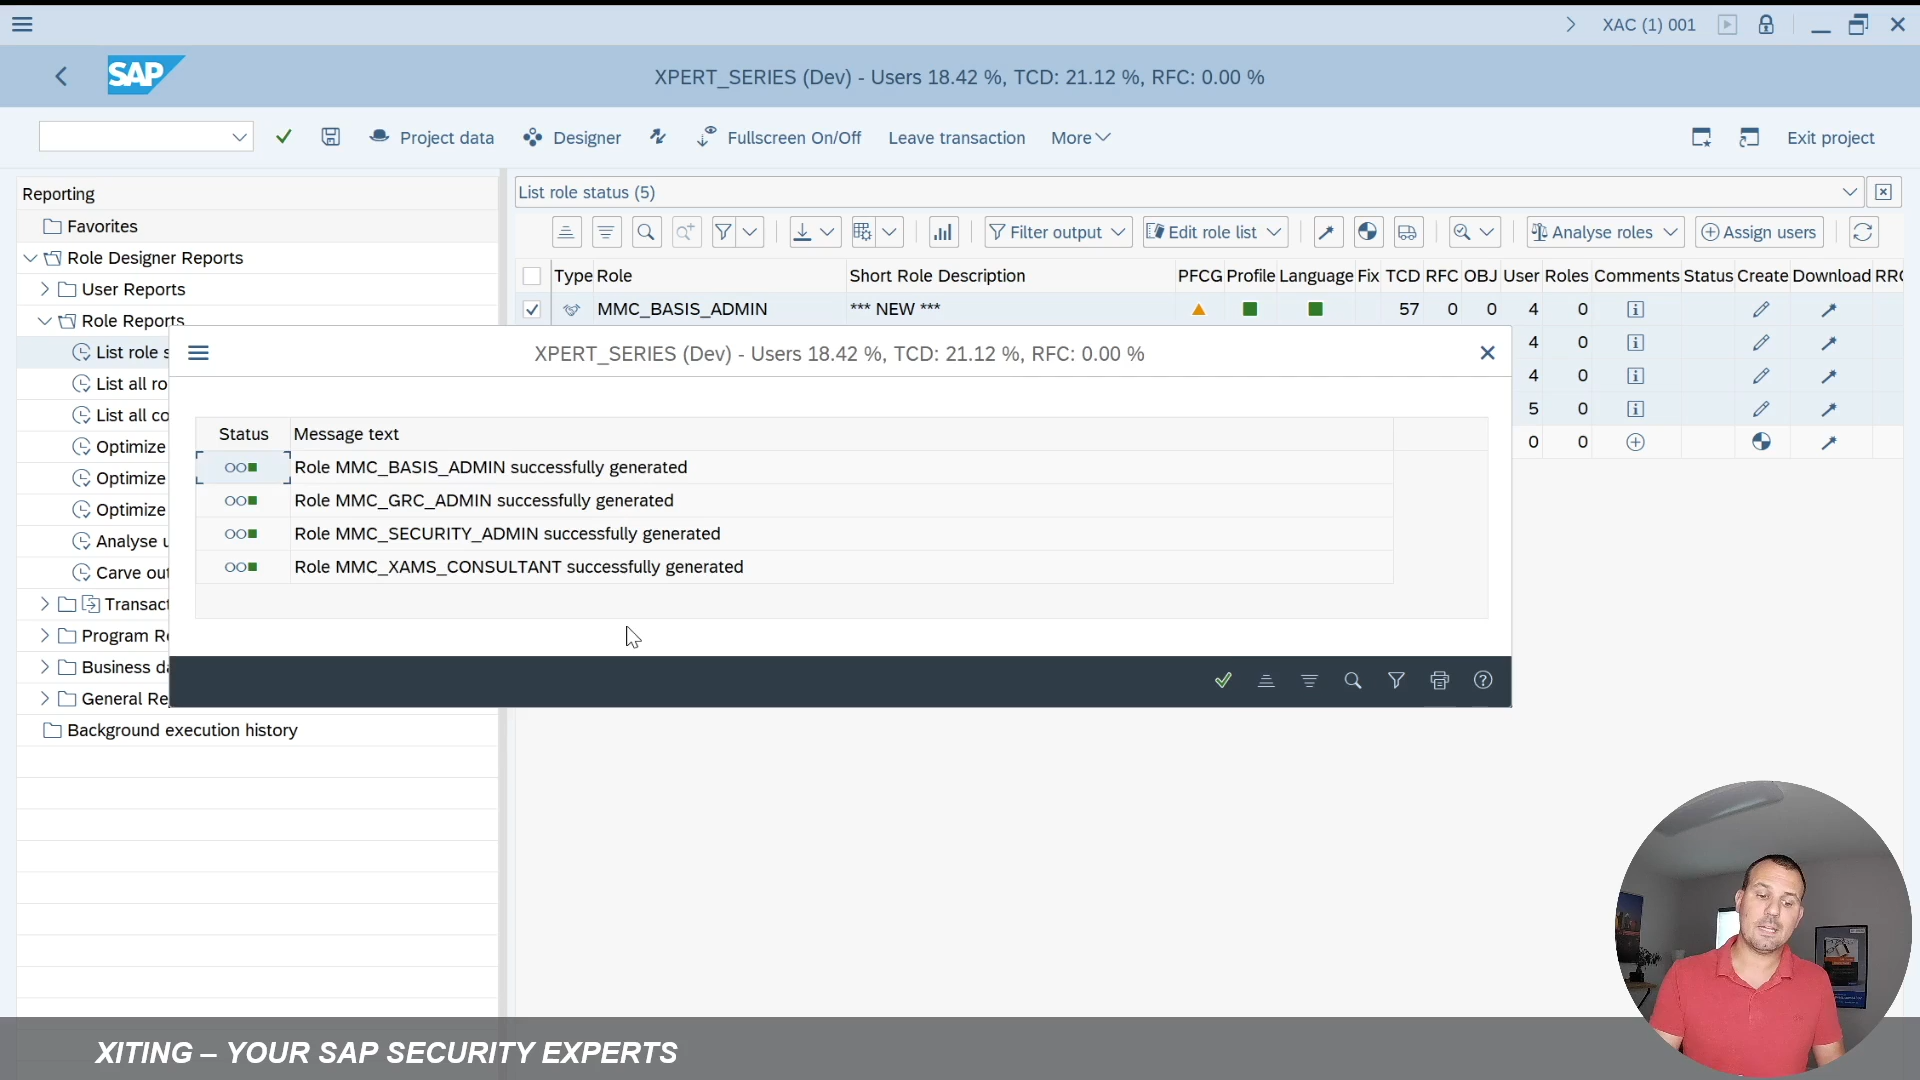 XAC (1) 001
SAP
XPERT_SERIES (Dev) - Users 18.42 %, TCD: 21.12 %, RFC: 0.00 %
Project data Designer Fullscreen On/Off Leave transaction More Exit project
Reporting
Favorites
Role Designer Reports
User Reports
Role Reports
List role s
List all ro
List all co
Optimize
Optimize
Optimize
Analyse u
Carve out
Transact
Program Re
Business da
General Re
Background execution history
List role status (5)
Filter output Edit role list Analyse roles Assign users
Type Role Short Role Description PFCG Profile Language Fix TCD RFC OBJ User Roles Comments Status Create Download RRC
MMC_BASIS_ADMIN *** NEW *** 57 0 0 4 0
4 0
4 0
5 0
0 0
XPERT_SERIES (Dev) - Users 18.42 %, TCD: 21.12 %, RFC: 0.00 %
Status Message text
Role MMC_BASIS_ADMIN successfully generated
Role MMC_GRC_ADMIN successfully generated
Role MMC_SECURITY_ADMIN successfully generated
Role MMC_XAMS_CONSULTANT successfully generated
XITING – YOUR SAP SECURITY EXPERTS